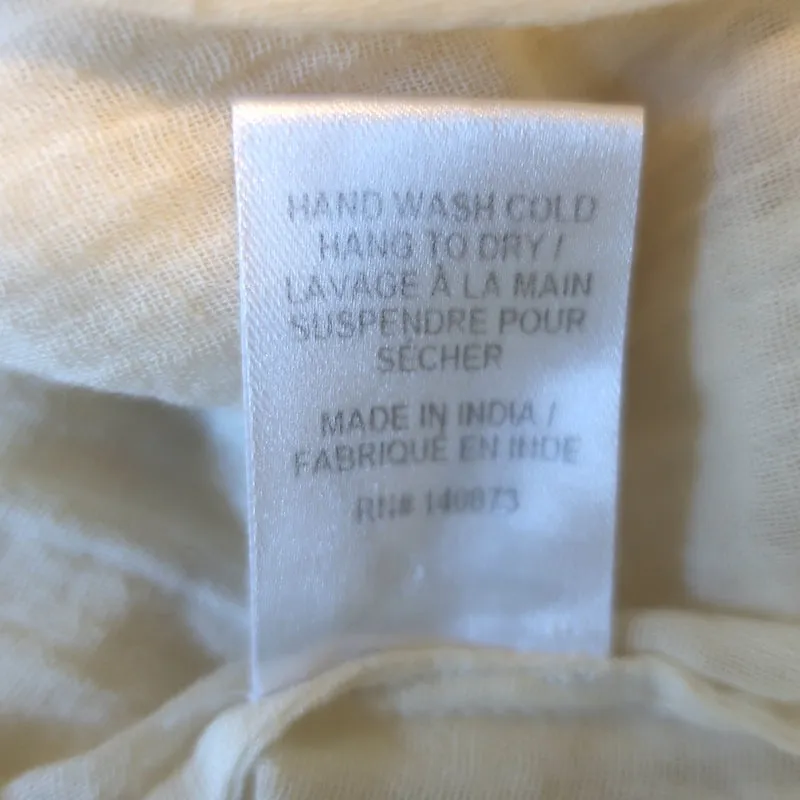 HAND WASH COLD
HANG TO DRY /
LAVAGE À LA MAIN
SUSPENDRE POUR
SÉCHER
MADE IN INDIA /
FABRIQUÉ EN INDE
RN# 140873